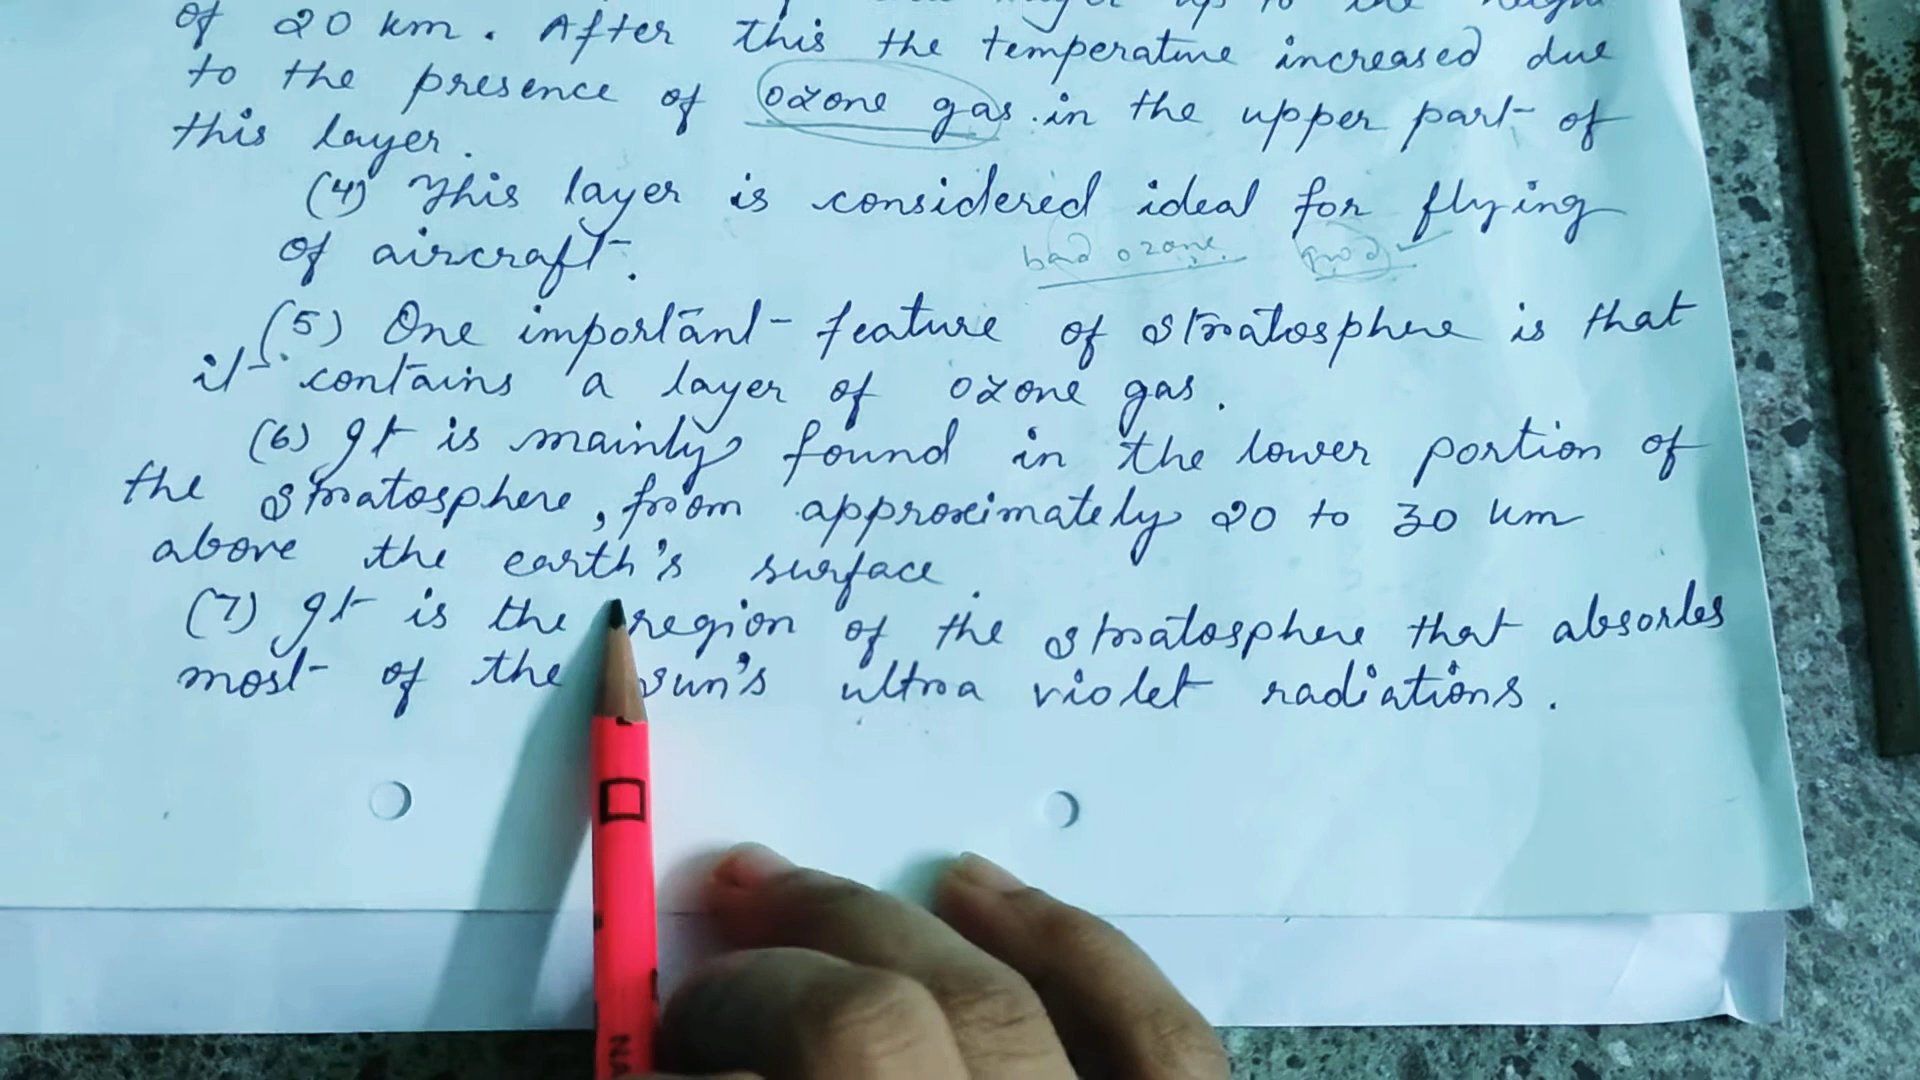 of 20 km. After this the temperature increased due
to the presence of ozone gas in the upper part of
this layer.
(4) This layer is considered ideal for flying
of aircraft.
bad ozone good
(5) One important feature of stratosphere is that
it contains a layer of ozone gas.
(6) It is mainly found in the lower portion of
the stratosphere, from approximately 20 to 30 km
above the earth's surface.
(7) It is the region of the stratosphere that absorbes
most of the sun's ultra violet radiations.
NA